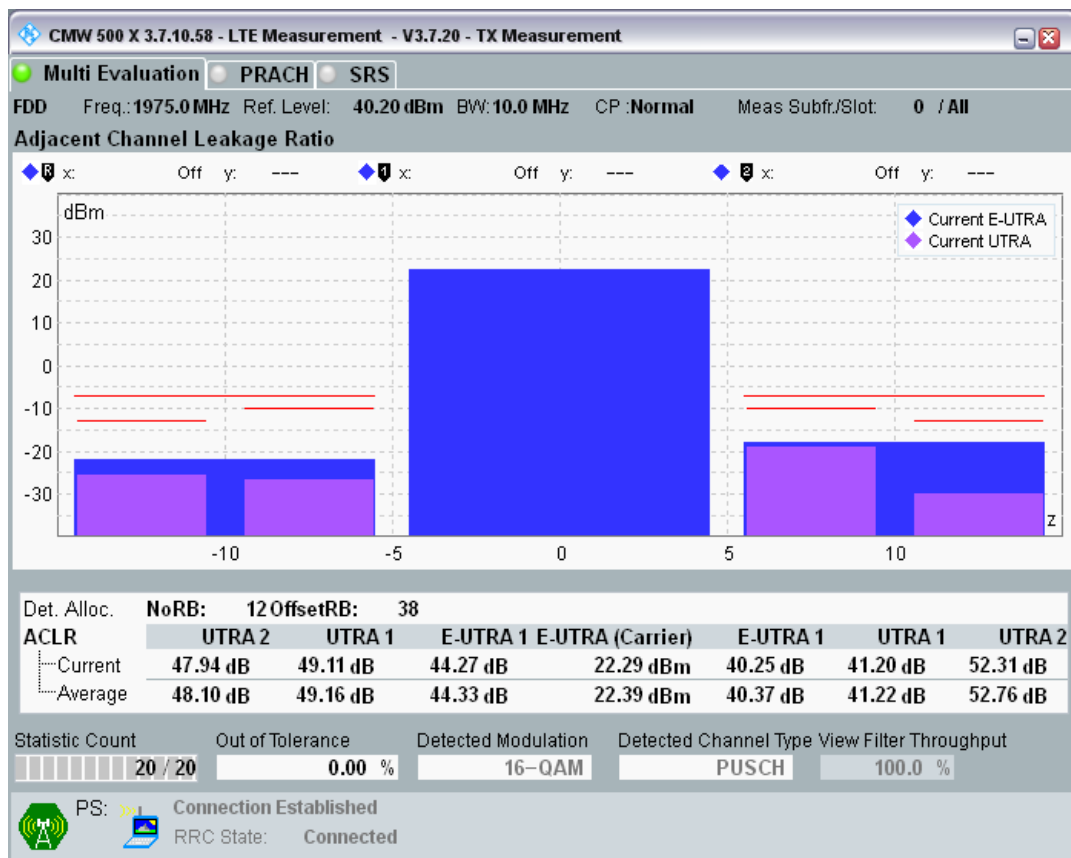 CMW 500 X 3.7.10.58 - LTE Measurement - V3.7.20 - TX Measurement
Multi Evaluation PRACH SRS
FDD Freq.:1975.0 MHz Ref. Level: 40.20 dBm BW:10.0 MHz CP :Normal Meas Subfr./Slot: 0 / All
Adjacent Channel Leakage Ratio
R x: Off y: --- 1 x: Off y: --- 2 x: Off y: ---
dBm
Current E-UTRA
Current UTRA
30
20
10
0
-10
-20
-30
z
-10 -5 0 5 10
Det. Alloc. NoRB: 12 OffsetRB: 38
ACLR UTRA 2 UTRA 1 E-UTRA 1 E-UTRA (Carrier) E-UTRA 1 UTRA 1 UTRA 2
Current 47.94 dB 49.11 dB 44.27 dB 22.29 dBm 40.25 dB 41.20 dB 52.31 dB
Average 48.10 dB 49.16 dB 44.33 dB 22.39 dBm 40.37 dB 41.22 dB 52.76 dB
Statistic Count Out of Tolerance Detected Modulation Detected Channel Type View Filter Throughput
20 / 20 0.00 % 16-QAM PUSCH 100.0 %
PS: Connection Established
RRC State: Connected